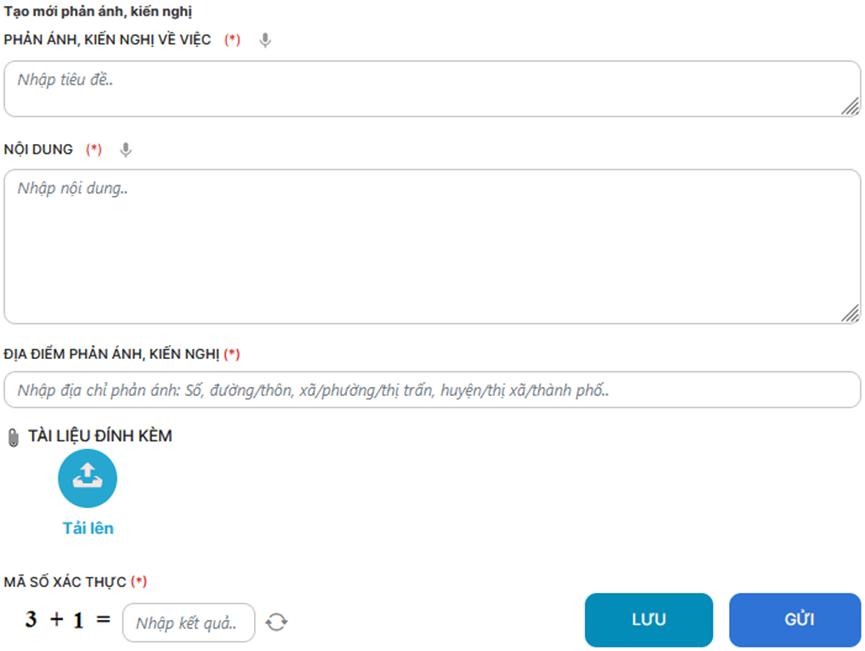 Tạo mới phản ánh, kiến nghị
PHẢN ÁNH, KIẾN NGHỊ VỀ VIỆC (*)
Nhập tiêu đề..
NỘI DUNG (*)
Nhập nội dung..
ĐỊA ĐIỂM PHẢN ÁNH, KIẾN NGHỊ (*)
Nhập địa chỉ phản ánh: Số, đường/thôn, xã/phường/thị trấn, huyện/thị xã/thành phố..
TÀI LIỆU ĐÍNH KÈM
Tải lên
MÃ SỐ XÁC THỰC (*)
3 + 1 = Nhập kết quả.. LƯU GỬI